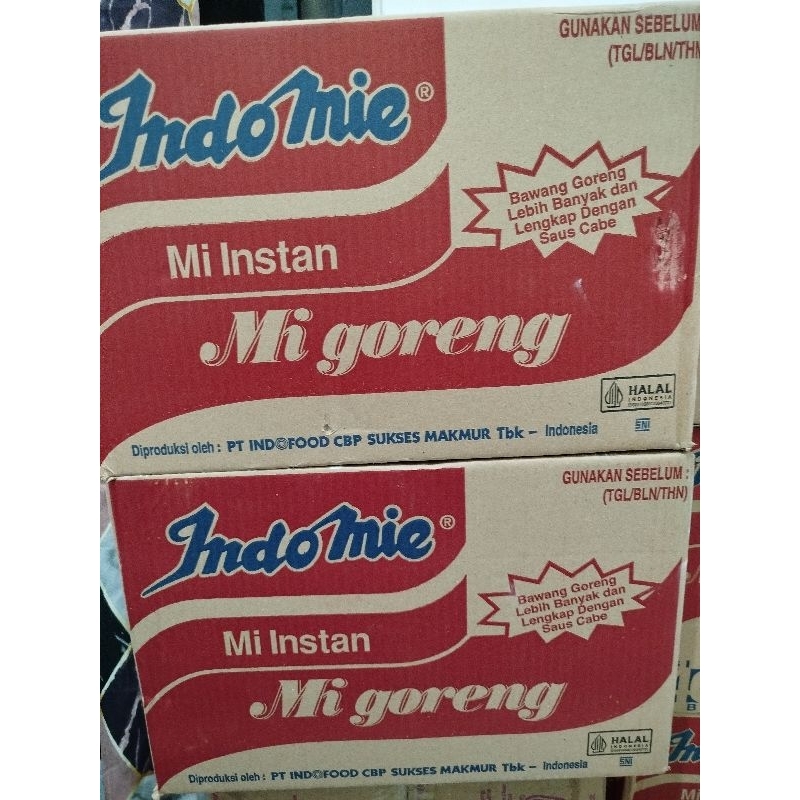 GUNAKAN SEBELUM
(TGL/BLN/THN
Indomie®
Bawang Goreng
Lebih Banyak dan
Lengkap Dengan
Saus Cabe
Mi Instan
Mi goreng
HALAL
INDONESIA
SNI
Diproduksi oleh : PT INDOFOOD CBP SUKSES MAKMUR Tbk – Indonesia
GUNAKAN SEBELUM :
(TGL/BLN/THN)
Indomie®
Bawang Goreng
Lebih Banyak dan
Lengkap Dengan
Saus Cabe
Mi Instan
Mi goreng
HALAL
INDONESIA
SNI
Diproduksi oleh : PT INDOFOOD CBP SUKSES MAKMUR Tbk – Indonesia
Mi